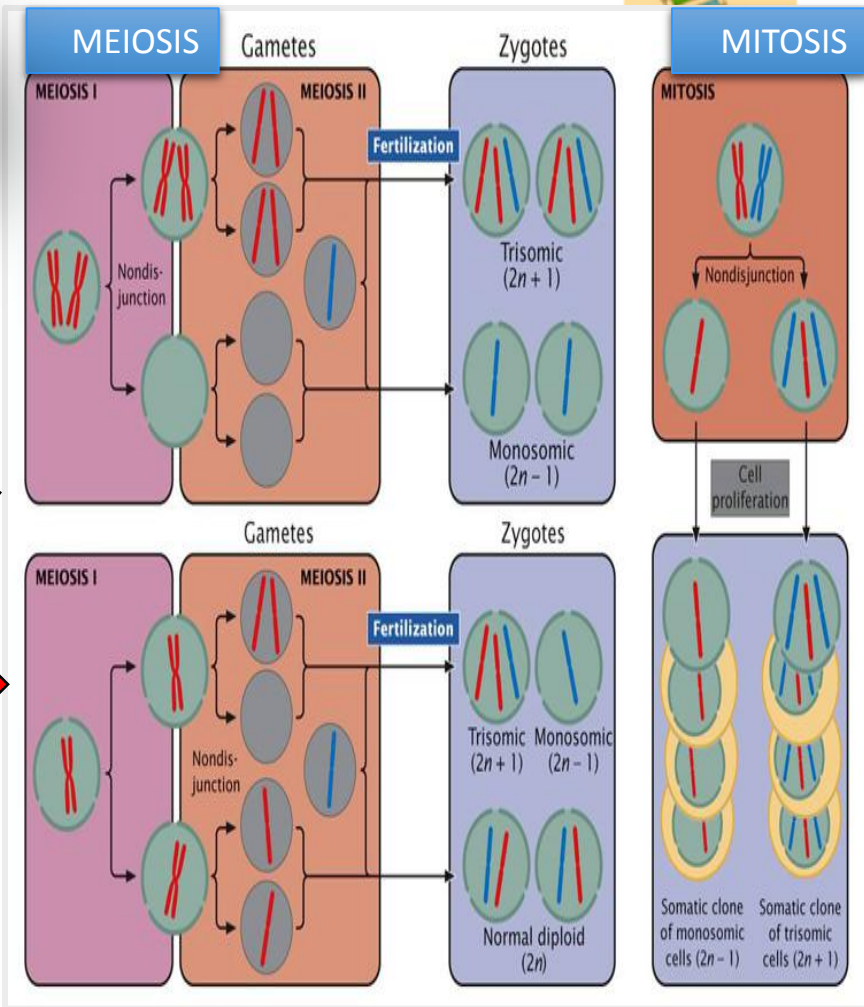 MEIOSIS
MITOSIS
Gametes
Zygotes
MEIOSIS I
MEIOSIS II
Nondis-
junction
Fertilization
Trisomic
(2n + 1)
Monosomic
(2n – 1)
Gametes
Zygotes
MEIOSIS I
MEIOSIS II
Nondis-
junction
Fertilization
Trisomic
(2n + 1)
Monosomic
(2n – 1)
Normal diploid
(2n)
MITOSIS
Nondisjunction
Cell
proliferation
Somatic clone
of monosomic
cells (2n – 1)
Somatic clone
of trisomic
cells (2n + 1)